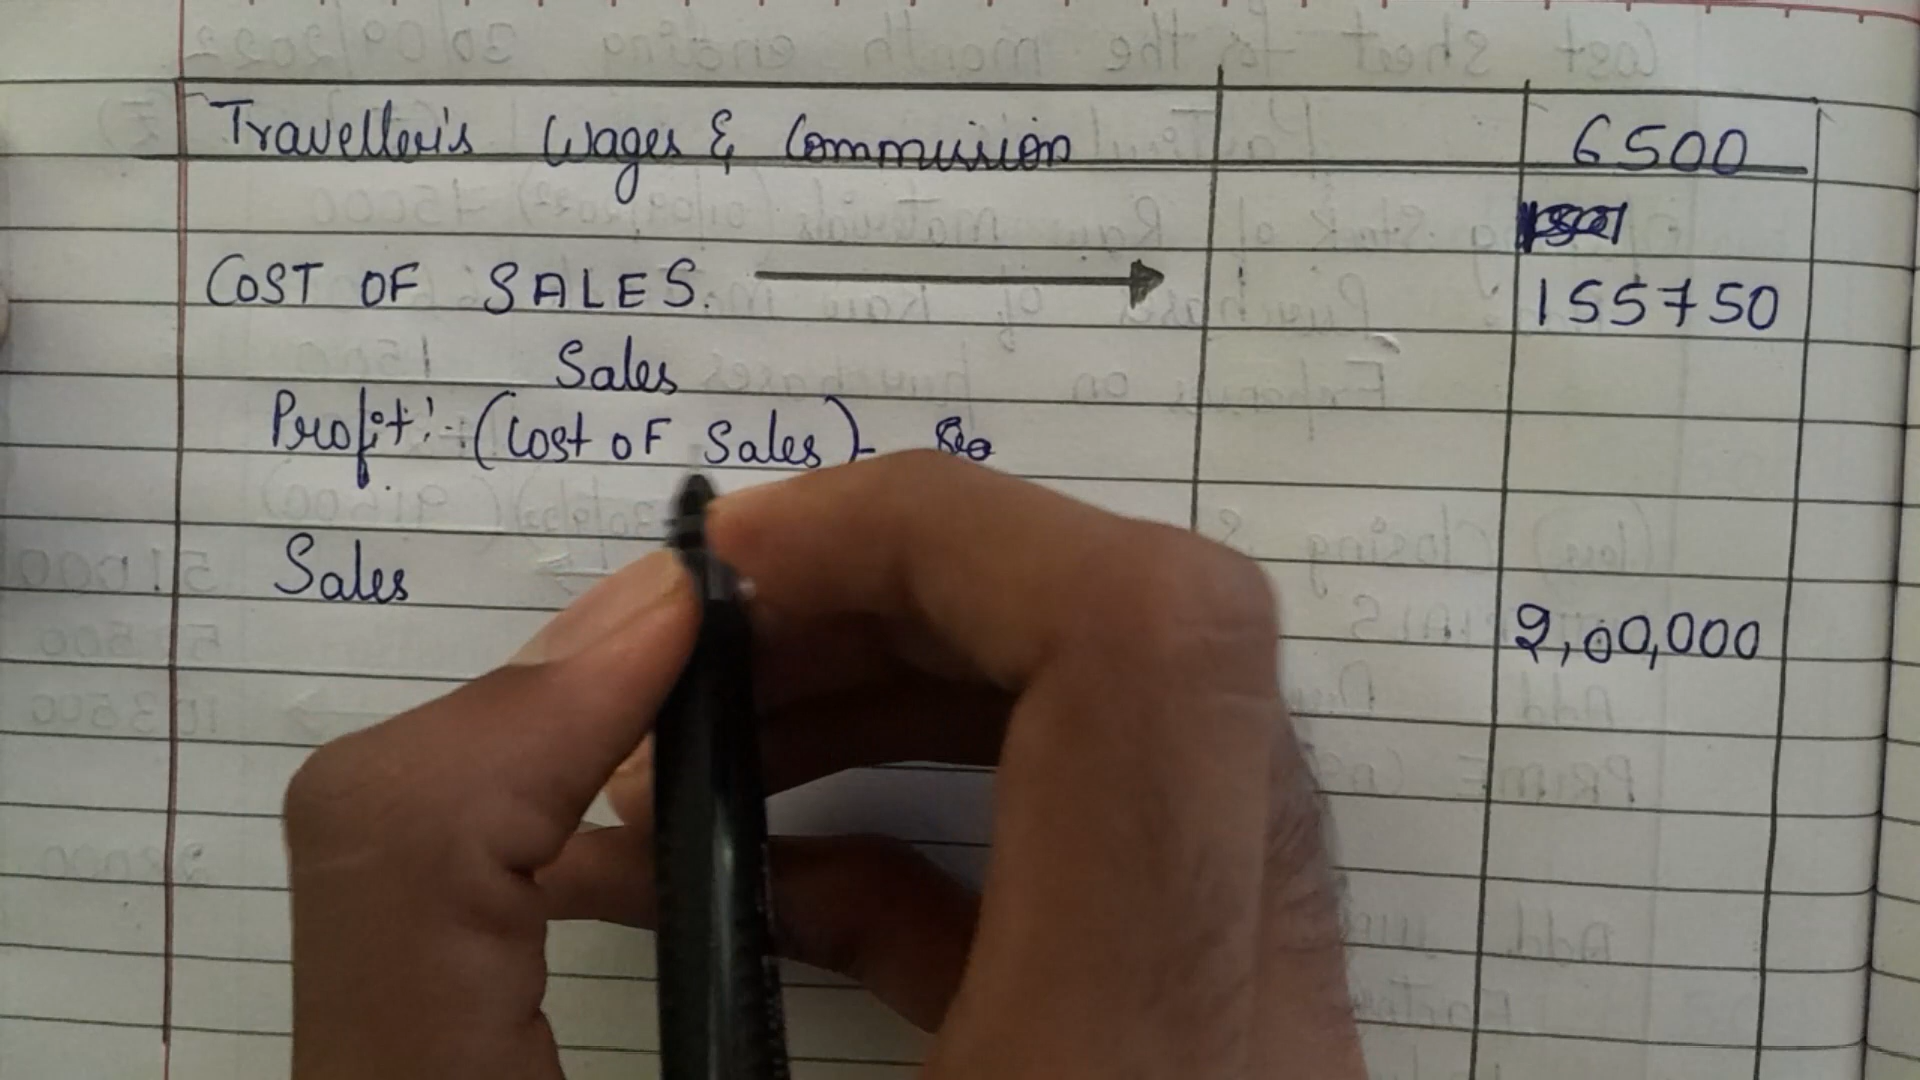 Traveller's Wages & Commission 6500
COST OF SALES. 155750
Sales
Profit:- (Cost of Sales) -
Sales 2,00,000